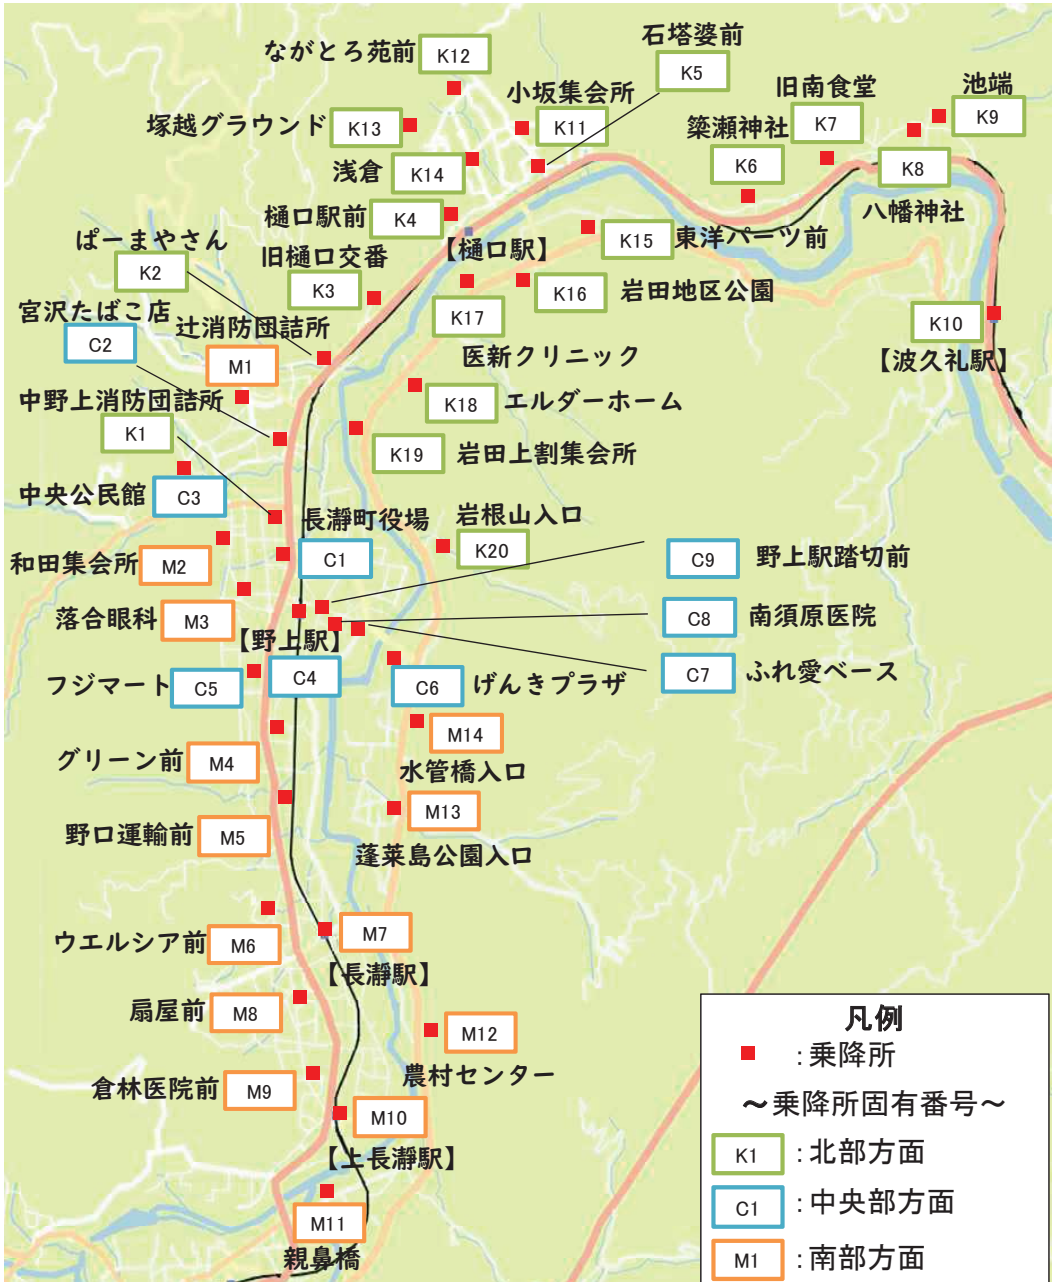 石塔婆前
K5
ながとろ苑前
K12
小坂集会所
K11
旧南食堂
K7
池端
K9
塚越グラウンド
K13
簗瀬神社
K6
浅倉
K14
K8
八幡神社
樋口駅前
K4
ぱーまやさん
K2
【樋口駅】
K15
東洋パーツ前
旧樋口交番
K3
K16
岩田地区公園
宮沢たばこ店
C2
辻消防団詰所
M1
K17
医新クリニック
K10
【波久礼駅】
中野上消防団詰所
K1
K18
エルダーホーム
K19
岩田上割集会所
中央公民館
C3
長瀞町役場
C1
岩根山入口
K20
和田集会所
M2
C9
野上駅踏切前
落合眼科
M3
【野上駅】
C4
C8
南須原医院
フジマート
C5
C6
げんきプラザ
C7
ふれ愛ベース
グリーン前
M4
M14
水管橋入口
野口運輸前
M5
M13
蓬莱島公園入口
ウエルシア前
M6
M7
【長瀞駅】
扇屋前
M8
M12
農村センター
倉林医院前
M9
M10
【上長瀞駅】
M11
親鼻橋
凡例
:乗降所
~乗降所固有番号~
K1
:北部方面
C1
:中央部方面
M1
:南部方面